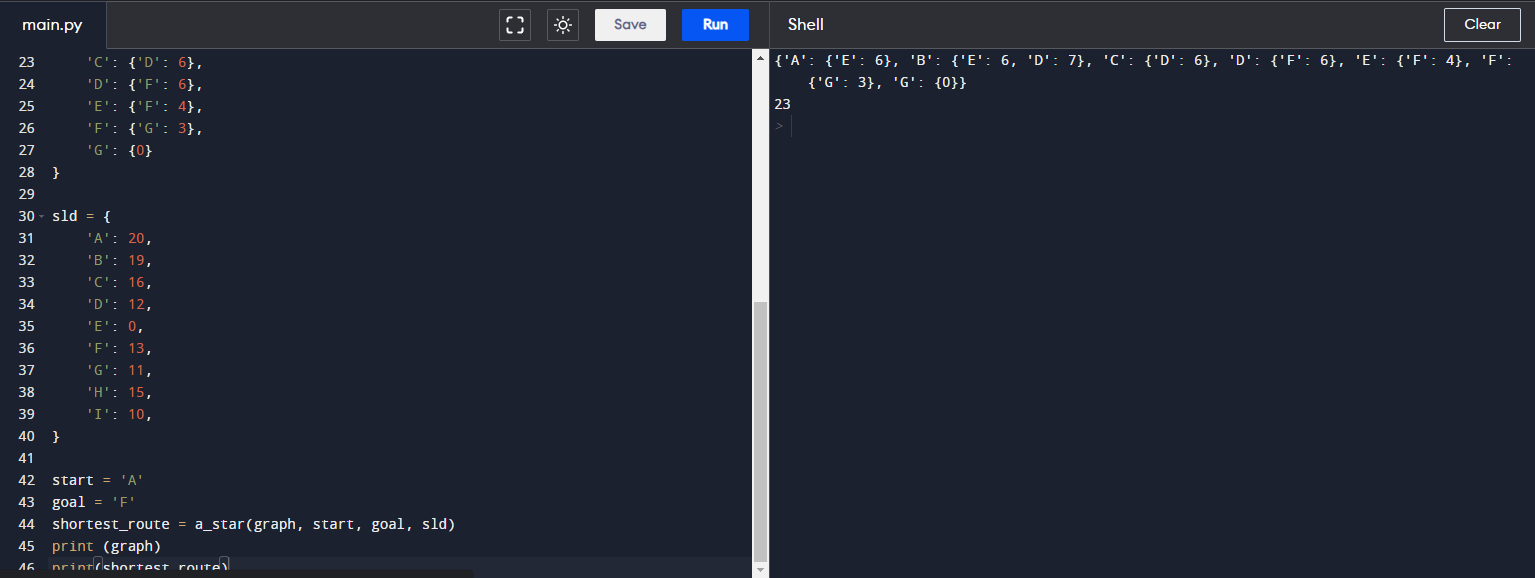 main.py
Save
Run
Shell
Clear
23 'C': {'D': 6},
24 'D': {'F': 6},
25 'E': {'F': 4},
26 'F': {'G': 3},
27 'G': {0}
28 }
29
30 sld = {
31 'A': 20,
32 'B': 19,
33 'C': 16,
34 'D': 12,
35 'E': 0,
36 'F': 13,
37 'G': 11,
38 'H': 15,
39 'I': 10,
40 }
41
42 start = 'A'
43 goal = 'F'
44 shortest_route = a_star(graph, start, goal, sld)
45 print (graph)
46 print(shortest_route)
{'A': {'E': 6}, 'B': {'E': 6, 'D': 7}, 'C': {'D': 6}, 'D': {'F': 6}, 'E': {'F': 4}, 'F':
{'G': 3}, 'G': {0}}
23
>